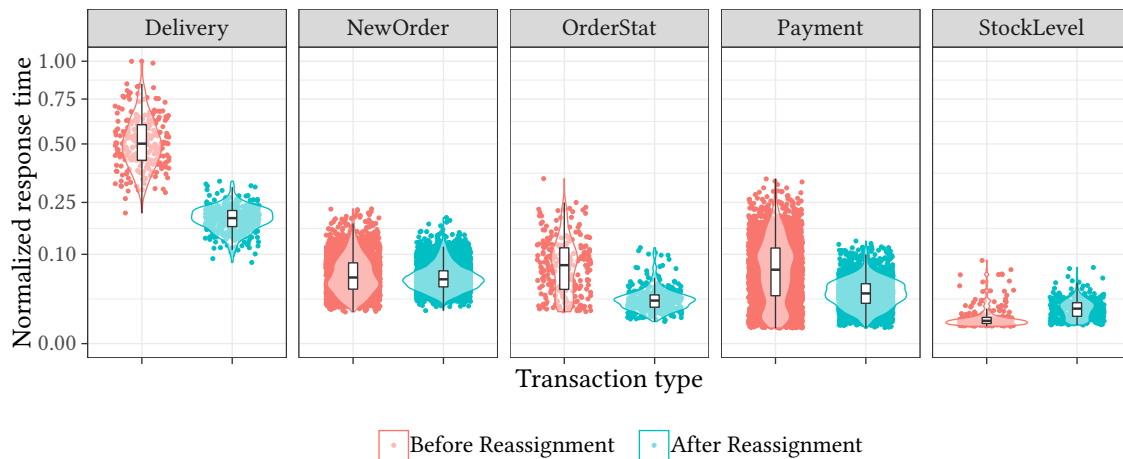 Delivery NewOrder OrderStat Payment StockLevel
Normalized response time
1.00
0.75
0.50
0.25
0.10
0.00
Transaction type
Before Reassignment After Reassignment